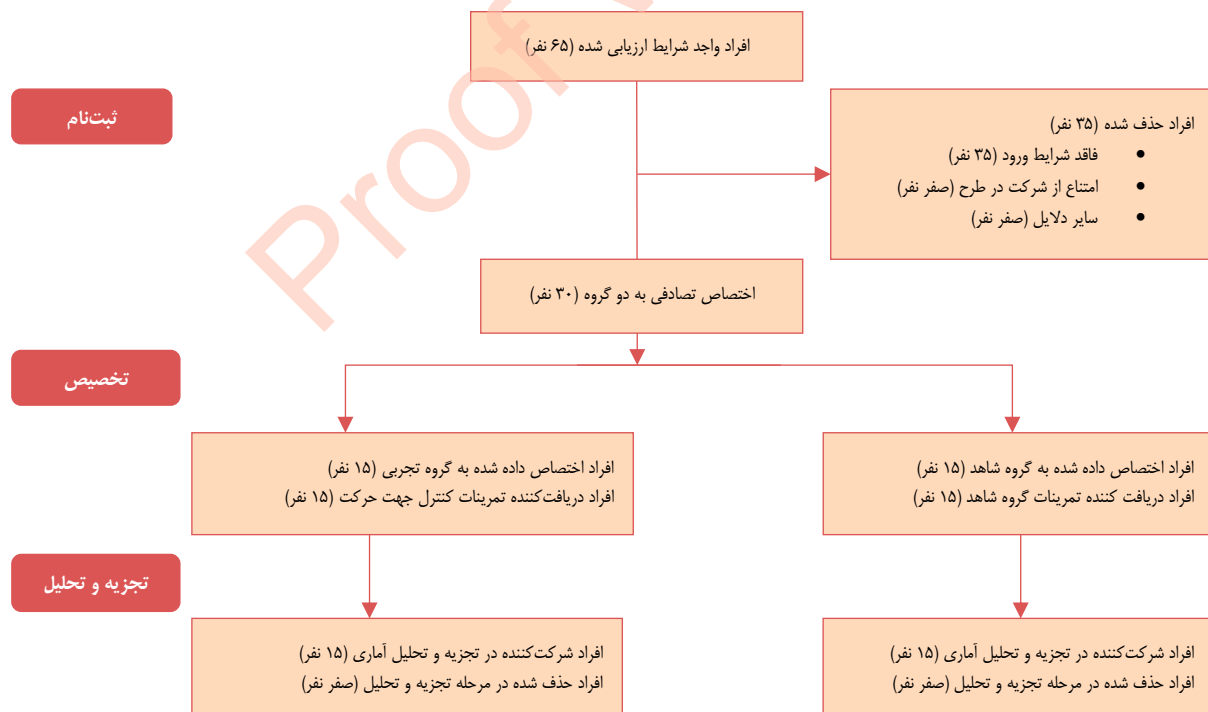 افراد واجد شرایط ارزیابی شده (۶۵ نفر)
ثبت‌نام
افراد حذف شده (۳۵ نفر)
• فاقد شرایط ورود (۳۵ نفر)
• امتناع از شرکت در طرح (صفر نفر)
• سایر دلایل (صفر نفر)
اختصاص تصادفی به دو گروه (۳۰ نفر)
تخصیص
افراد اختصاص داده شده به گروه شاهد (۱۵ نفر)
افراد دریافت کننده تمرینات گروه شاهد (۱۵ نفر)
افراد اختصاص داده شده به گروه تجربی (۱۵ نفر)
افراد دریافت‌کننده تمرینات کنترل جهت حرکت (۱۵ نفر)
تجزیه و تحلیل
افراد شرکت‌کننده در تجزیه و تحلیل آماری (۱۵ نفر)
افراد حذف شده در مرحله تجزیه و تحلیل (صفر نفر)
افراد شرکت‌کننده در تجزیه و تحلیل آماری (۱۵ نفر)
افراد حذف شده در مرحله تجزیه و تحلیل (صفر نفر)
Proof